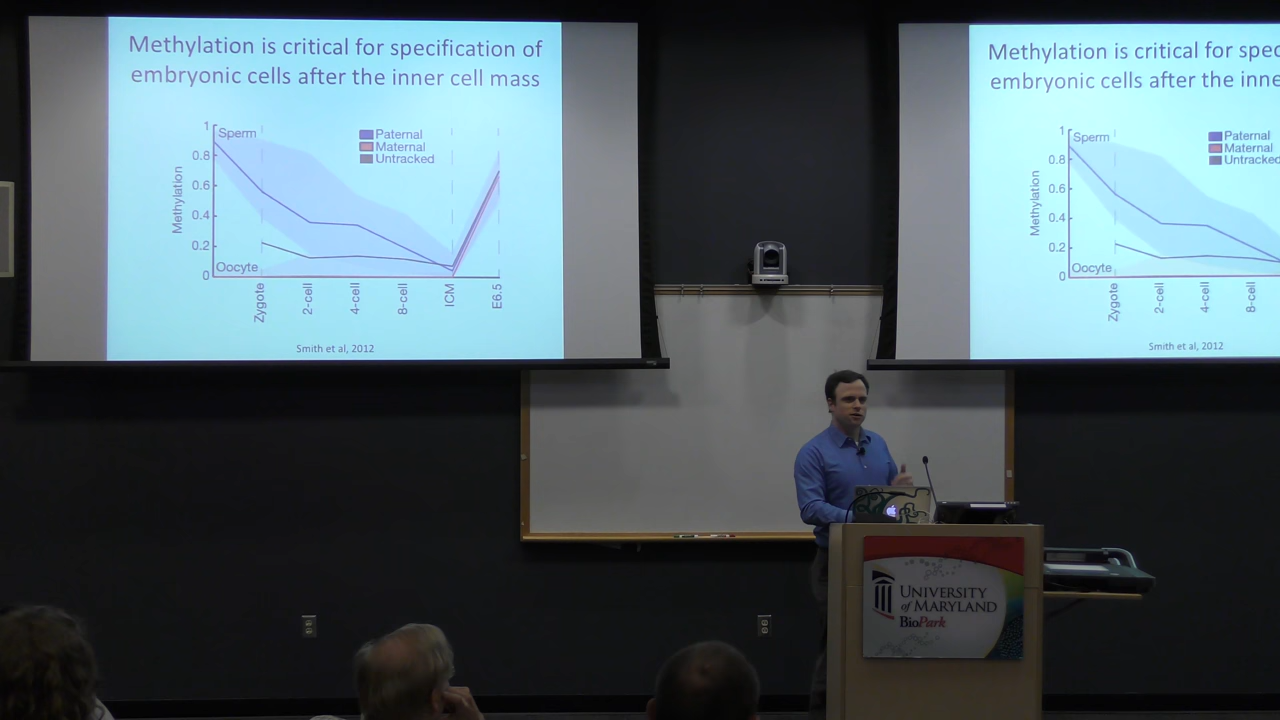 Methylation is critical for specification of
embryonic cells after the inner cell mass
1
0.8
0.6
0.4
0.2
0
Methylation
Sperm
Oocyte
Paternal
Maternal
Untracked
Zygote
2-cell
4-cell
8-cell
ICM
E6.5
Smith et al, 2012
Methylation is critical for spec
embryonic cells after the inne
1
0.8
0.6
0.4
0.2
0
Methylation
Sperm
Oocyte
Paternal
Maternal
Untracked
Zygote
2-cell
4-cell
8-cell
Smith et al, 2012
UNIVERSITY
of MARYLAND
BioPark